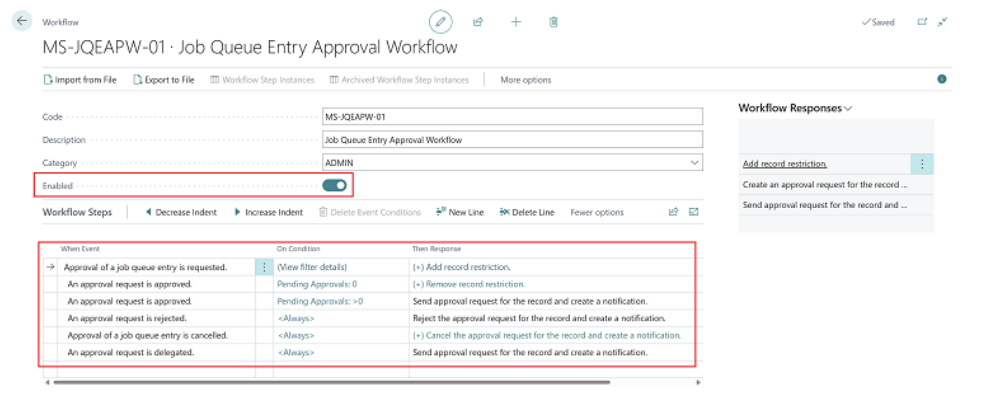 Workflow
Saved
MS-JQEAPW-01 · Job Queue Entry Approval Workflow
Import from File Export to File Workflow Step Instances Archived Workflow Step Instances More options
Code MS-JQEAPW-01
Description Job Queue Entry Approval Workflow
Category ADMIN
Enabled
Workflow Responses
Add record restriction.
Create an approval request for the record ...
Send approval request for the record and ...
Workflow Steps Decrease Indent Increase Indent Delete Event Conditions New Line Delete Line Fewer options
When Event On Condition Then Response
Approval of a job queue entry is requested. (View filter details) (+) Add record restriction.
An approval request is approved. Pending Approvals: 0 (+) Remove record restriction.
An approval request is approved. Pending Approvals: >0 Send approval request for the record and create a notification.
An approval request is rejected. <Always> Reject the approval request for the record and create a notification.
Approval of a job queue entry is cancelled. <Always> (+) Cancel the approval request for the record and create a notification.
An approval request is delegated. <Always> Send approval request for the record and create a notification.